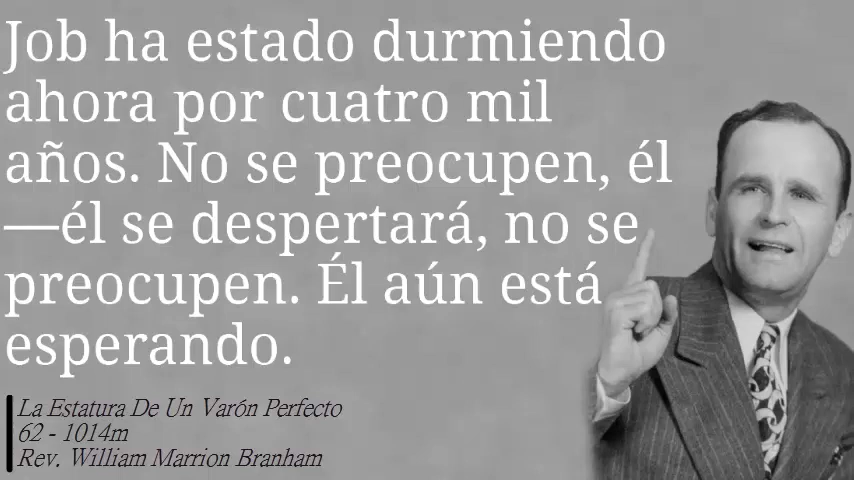 Job ha estado durmiendo
ahora por cuatro mil
años. No se preocupen, él
—él se despertará, no se
preocupen. Él aún está
esperando.
La Estatura De Un Varón Perfecto
62 - 1014m
Rev. William Marrion Branham